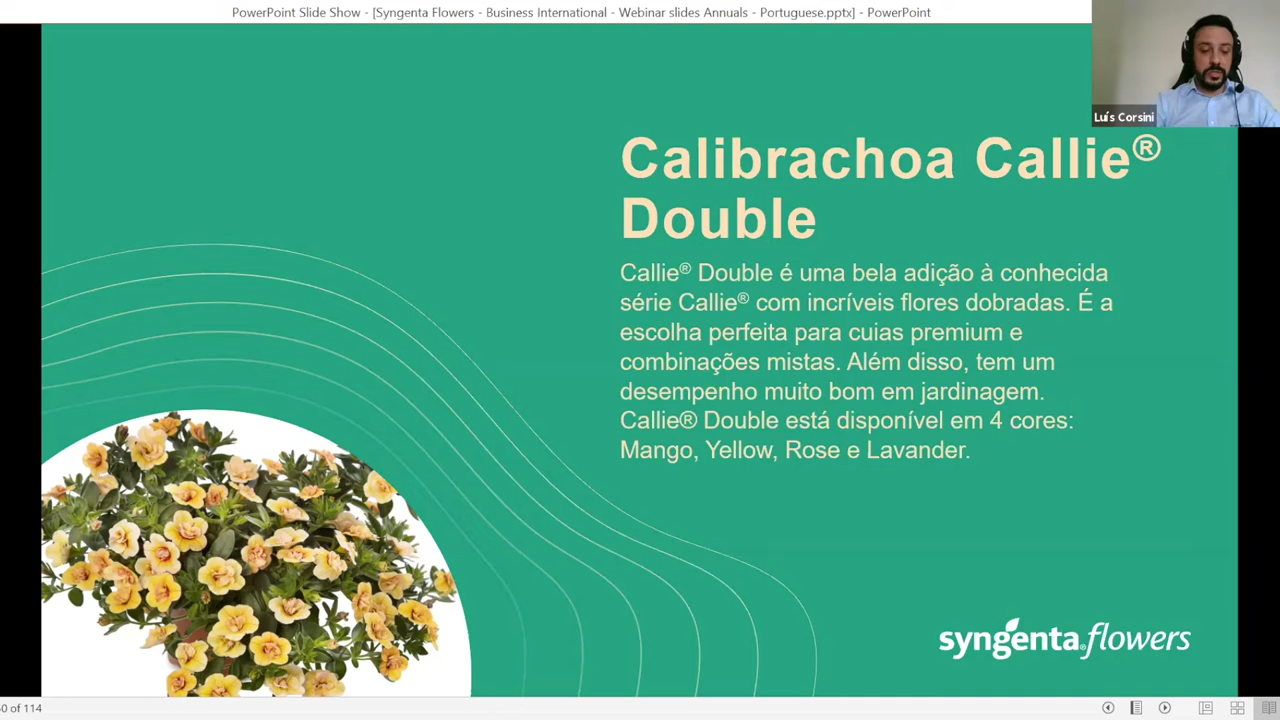 PowerPoint Slide Show - [Syngenta Flowers - Business International - Webinar slides Annuals - Portuguese.pptx] - PowerPoint
Luís Corsini
Calibrachoa Callie®
Double
Callie® Double é uma bela adição à conhecida
série Callie® com incríveis flores dobradas. É a
escolha perfeita para cuias premium e
combinações mistas. Além disso, tem um
desempenho muito bom em jardinagem.
Callie® Double está disponível em 4 cores:
Mango, Yellow, Rose e Lavander.
syngenta® flowers
of 114